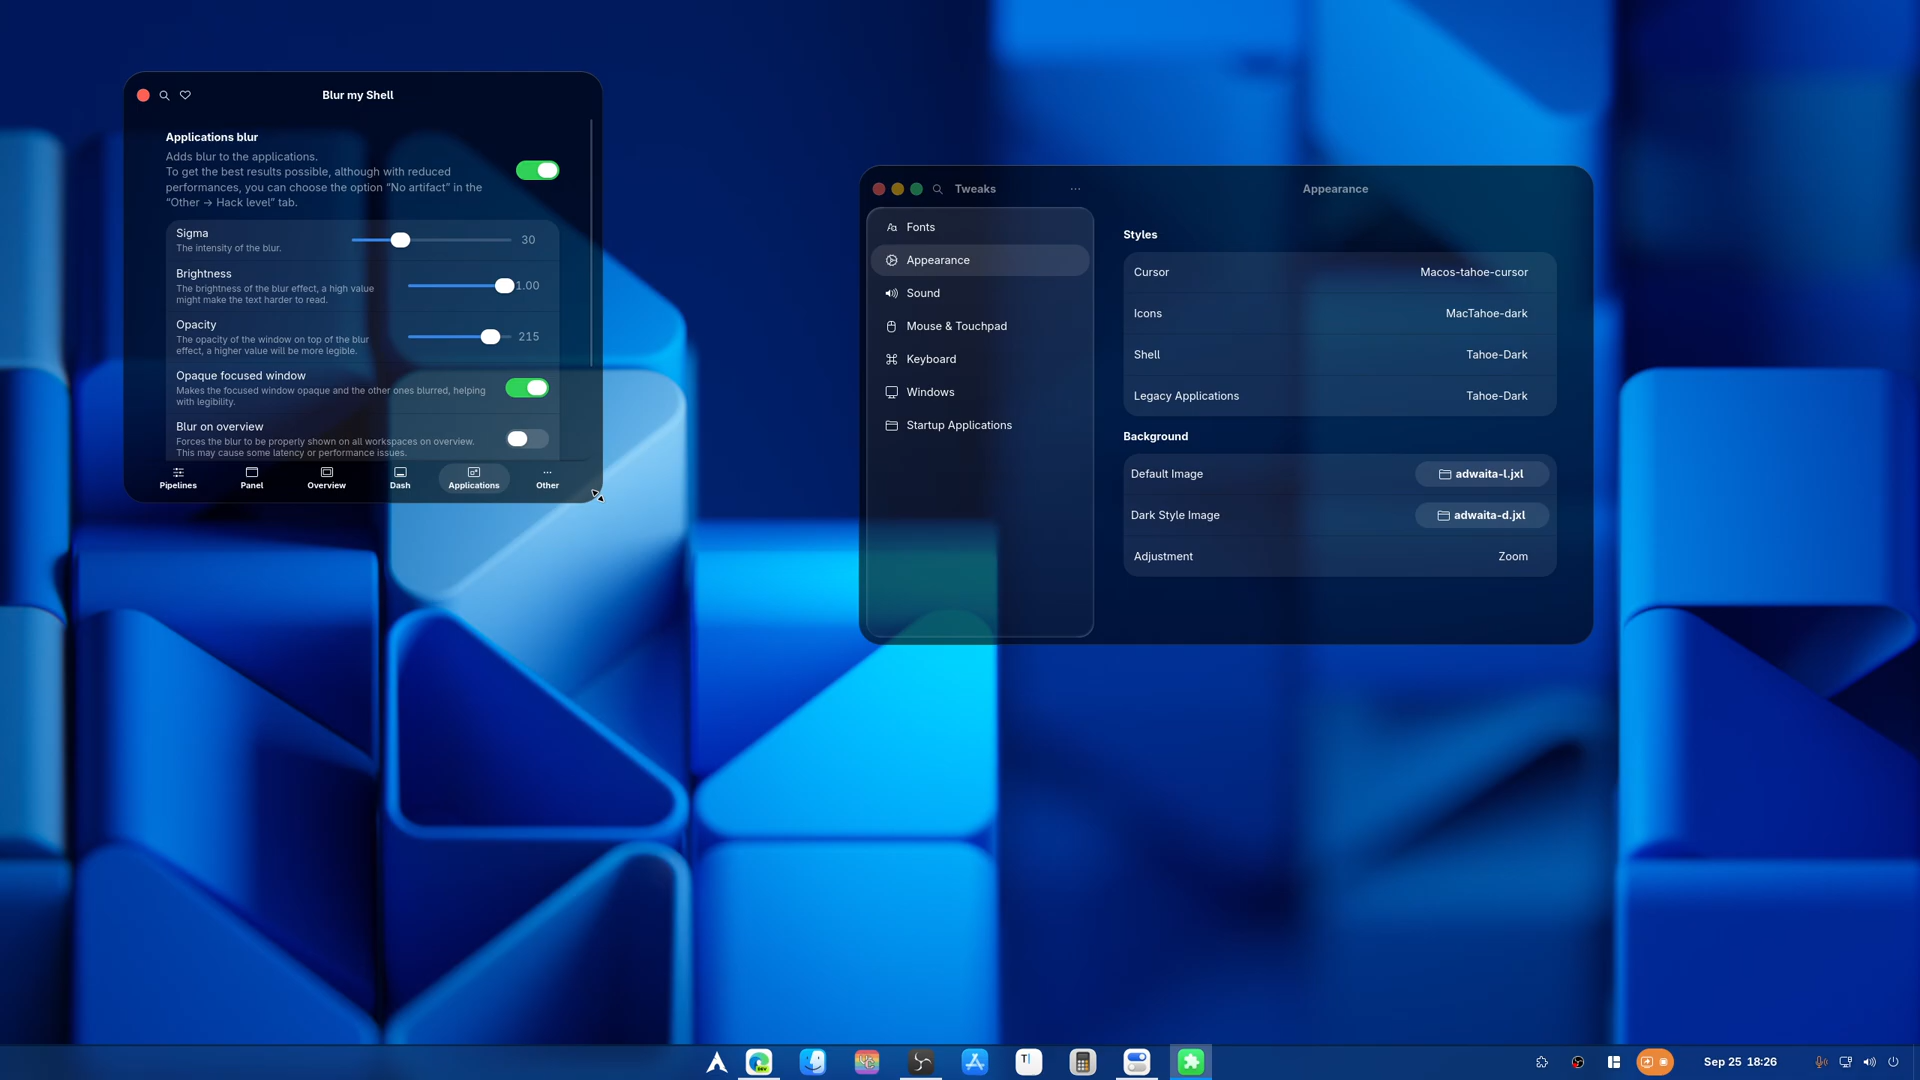 Blur my Shell
Applications blur
Adds blur to the applications.
To get the best results possible, although with reduced
performances, you can choose the option “No artifact” in the
“Other → Hack level” tab.
Sigma
The intensity of the blur.
30
Brightness
The brightness of the blur effect, a high value
might make the text harder to read.
1.00
Opacity
The opacity of the window on top of the blur
effect, a higher value will be more legible.
215
Opaque focused window
Makes the focused window opaque and the other ones blurred, helping
with legibility.
Blur on overview
Forces the blur to be properly shown on all workspaces on overview.
This may cause some latency or performance issues.
Pipelines
Panel
Overview
Dash
Applications
Other
Tweaks
Fonts
Appearance
Sound
Mouse & Touchpad
Keyboard
Windows
Startup Applications
Appearance
Styles
Cursor Macos-tahoe-cursor
Icons MacTahoe-dark
Shell Tahoe-Dark
Legacy Applications Tahoe-Dark
Background
Default Image adwaita-l.jxl
Dark Style Image adwaita-d.jxl
Adjustment Zoom
DEV
Sep 25 18:26